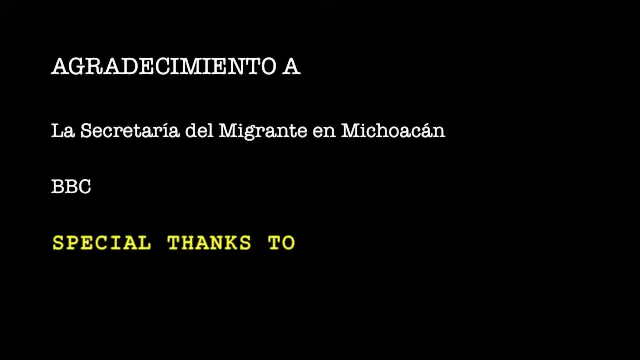 AGRADECIMIENTO A
La Secretaría del Migrante en Michoacán
BBC
SPECIAL THANKS TO